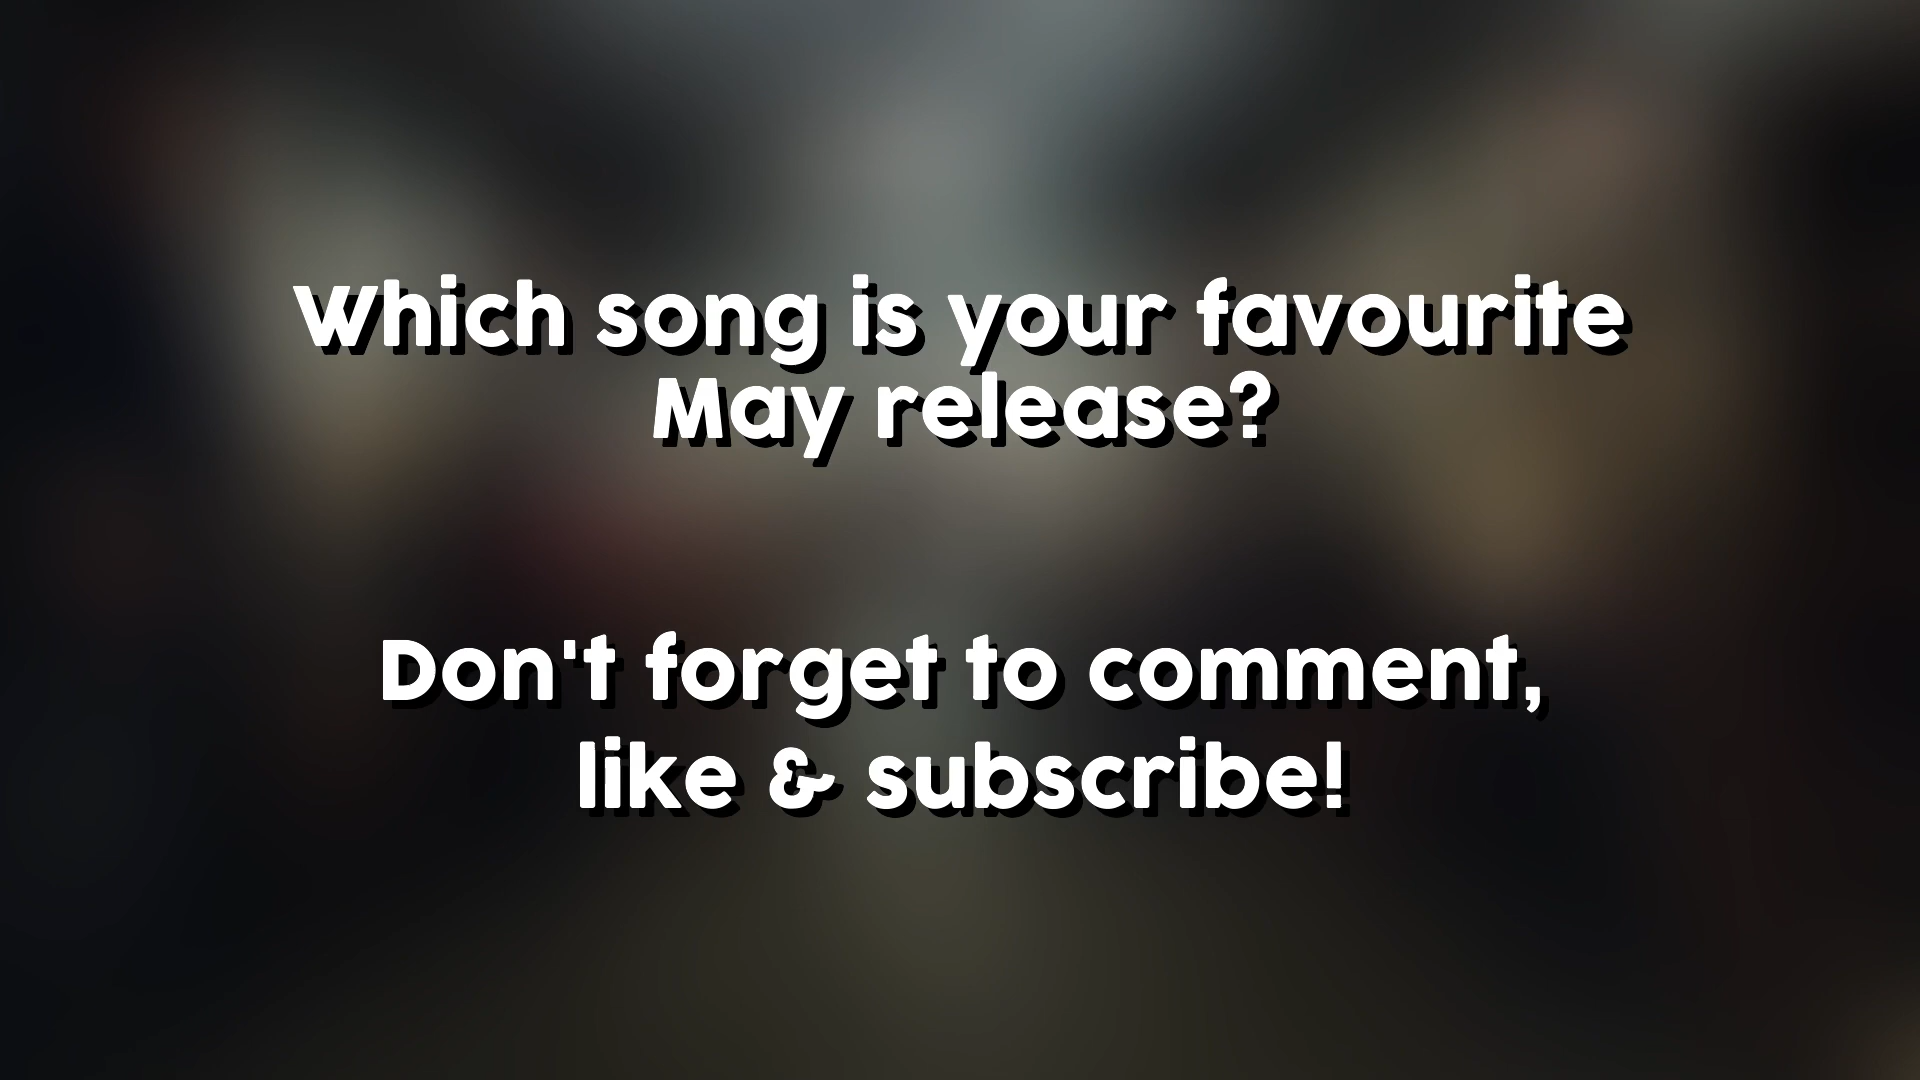 Which song is your favourite
May release?
Don't forget to comment,
like & subscribe!